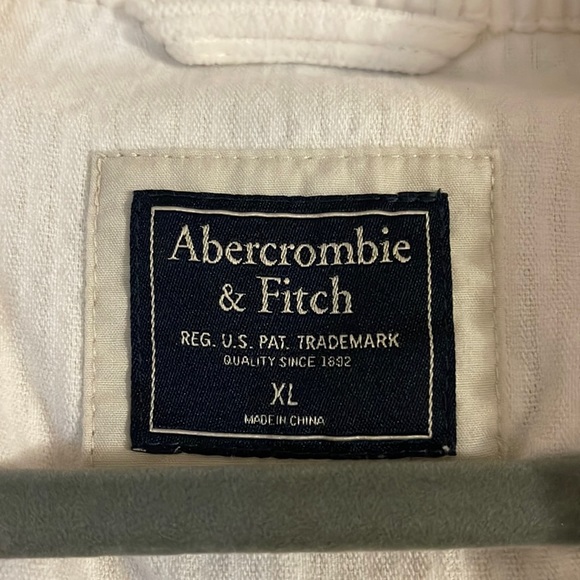 Abercrombie
& Fitch
REG. U.S. PAT. TRADEMARK
QUALITY SINCE 1892
XL
MADE IN CHINA